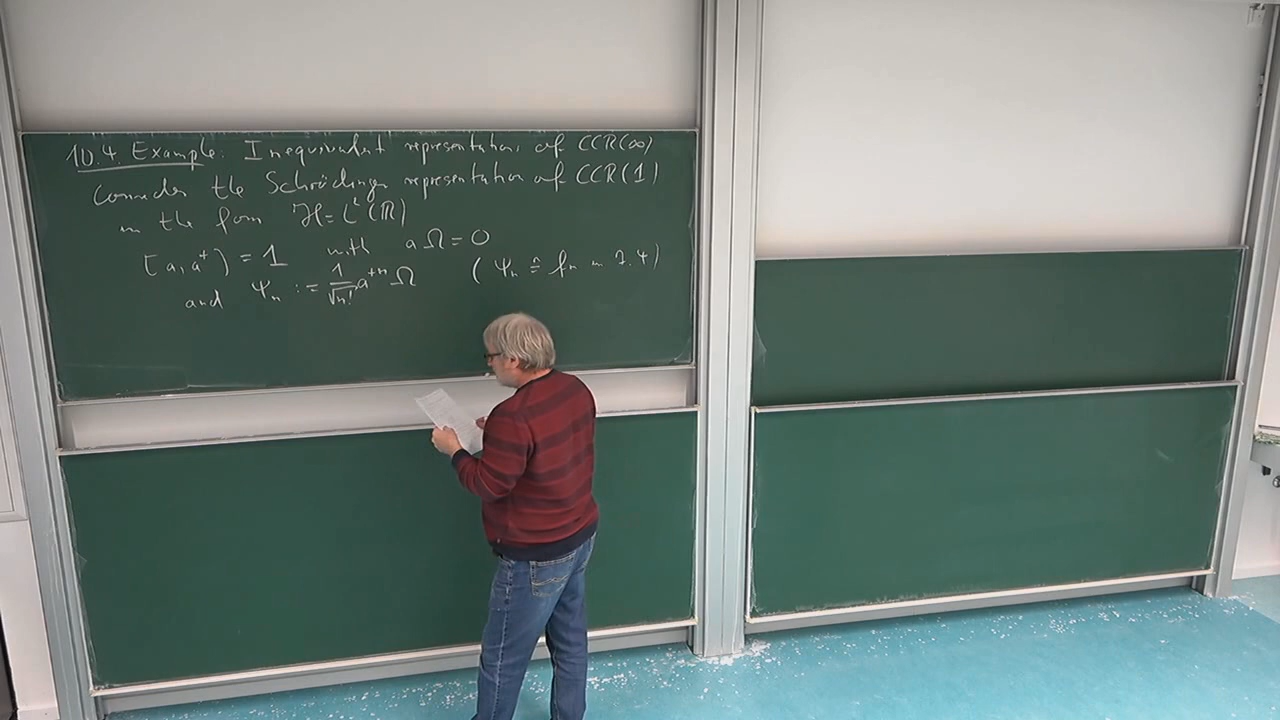 10.4. Example: Inequivalent representations of CCR(∞)
Consider the Schrödinger representation of CCR(1)
in the form ℋ = L²(ℝ)
[a, a⁺] = 1 with aΩ = 0
and Ψₙ := 1/√n! a⁺ⁿ Ω (Ψₙ ≙ fₙ in 7.4)